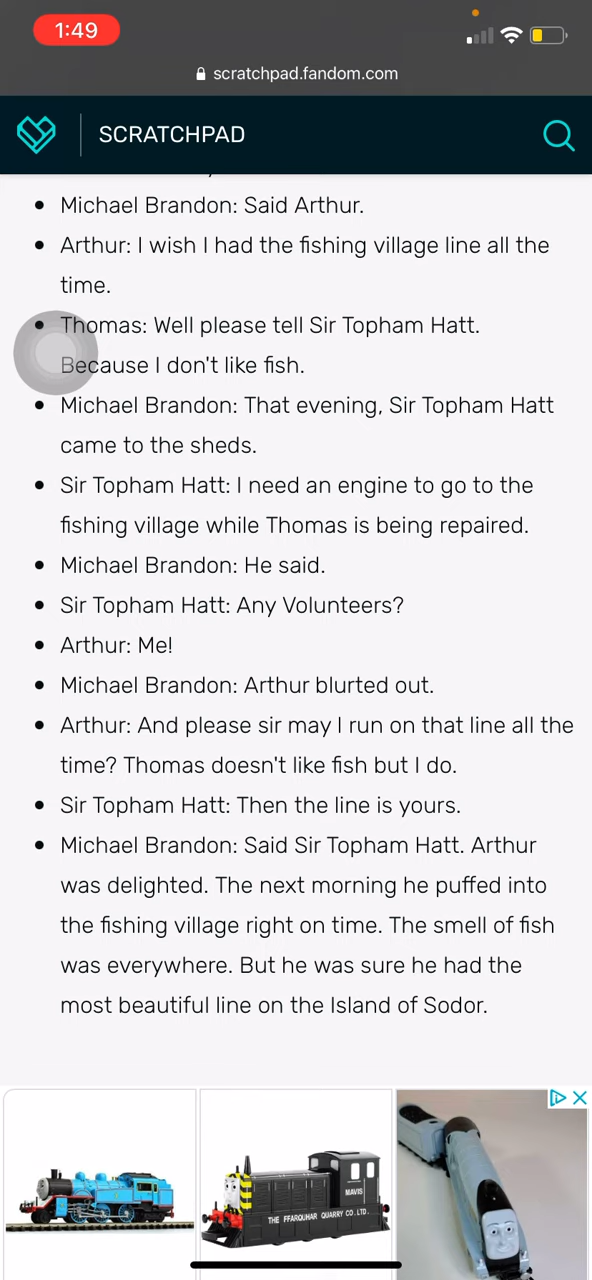 1:49
scratchpad.fandom.com
SCRATCHPAD
Michael Brandon: Said Arthur.
Arthur: I wish I had the fishing village line all the
time.
Thomas: Well please tell Sir Topham Hatt.
Because I don't like fish.
Michael Brandon: That evening, Sir Topham Hatt
came to the sheds.
Sir Topham Hatt: I need an engine to go to the
fishing village while Thomas is being repaired.
Michael Brandon: He said.
Sir Topham Hatt: Any Volunteers?
Arthur: Me!
Michael Brandon: Arthur blurted out.
Arthur: And please sir may I run on that line all the
time? Thomas doesn't like fish but I do.
Sir Topham Hatt: Then the line is yours.
Michael Brandon: Said Sir Topham Hatt. Arthur
was delighted. The next morning he puffed into
the fishing village right on time. The smell of fish
was everywhere. But he was sure he had the
most beautiful line on the Island of Sodor.
MAVIS
THE FFARQUHAR QUARRY CO. LTD.